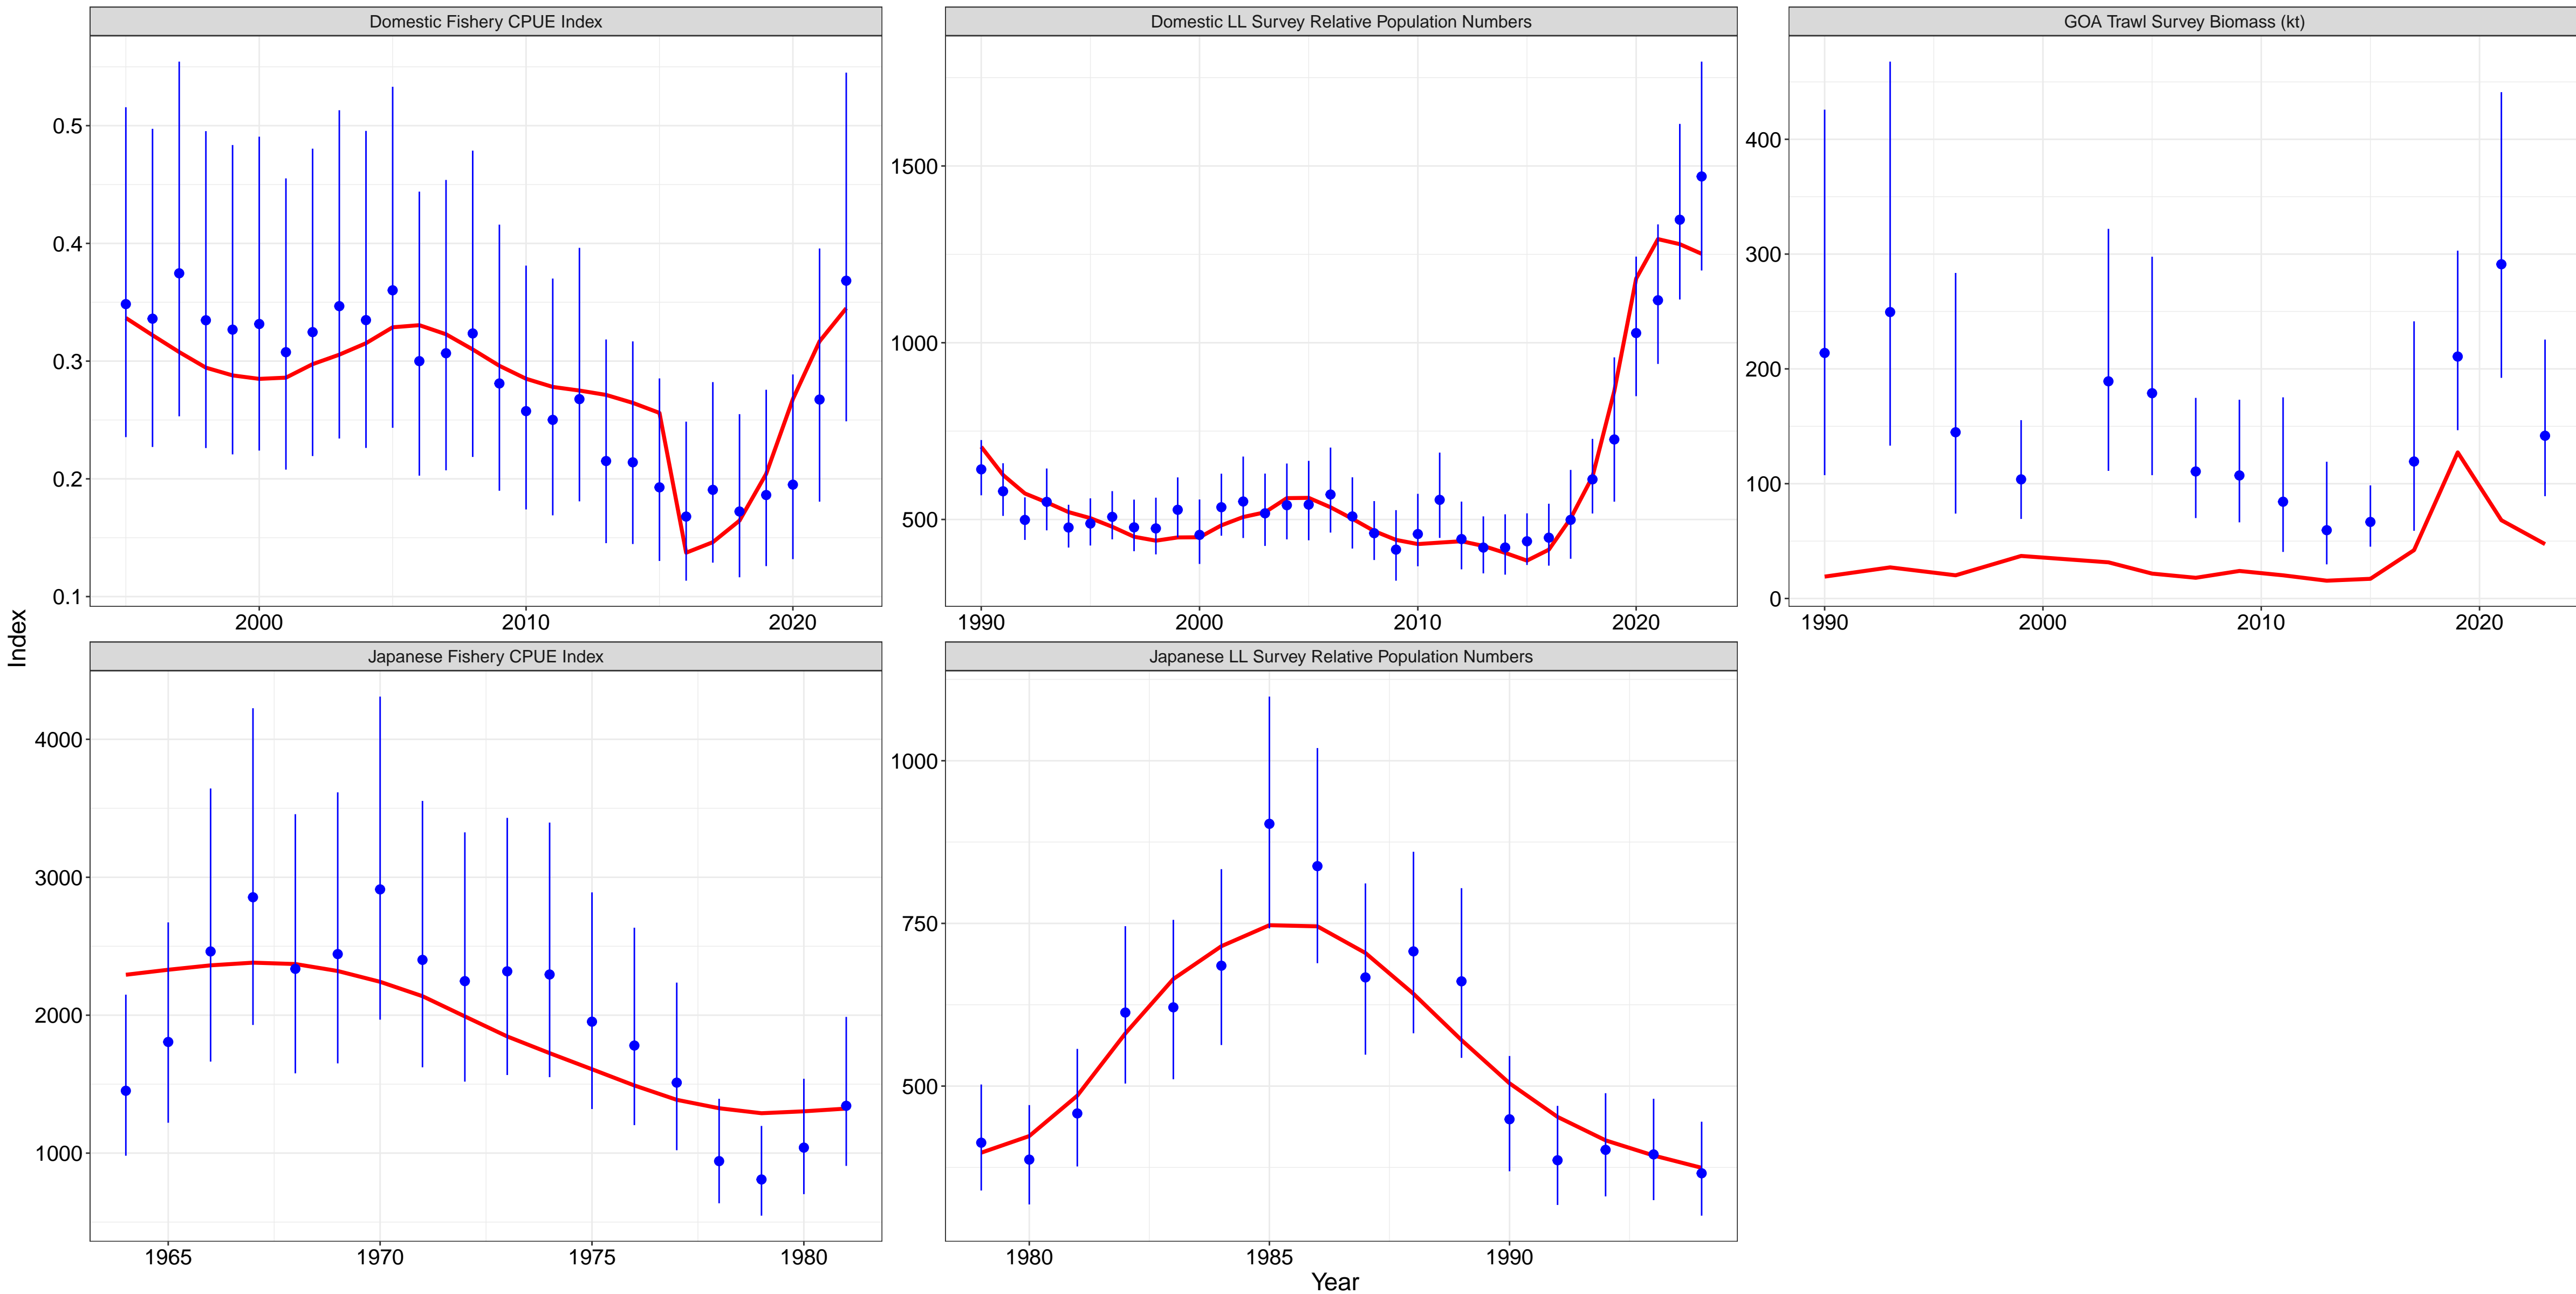 Domestic Fishery CPUE Index
Domestic LL Survey Relative Population Numbers
GOA Trawl Survey Biomass (kt)
0.5
0.4
0.3
0.2
0.1
2000 2010 2020
1500
1000
500
1990 2000 2010 2020
400
300
200
100
0
1990 2000 2010 2020
Index
Japanese Fishery CPUE Index
Japanese LL Survey Relative Population Numbers
4000
3000
2000
1000
1965 1970 1975 1980
1000
750
500
1980 1985 1990
Year